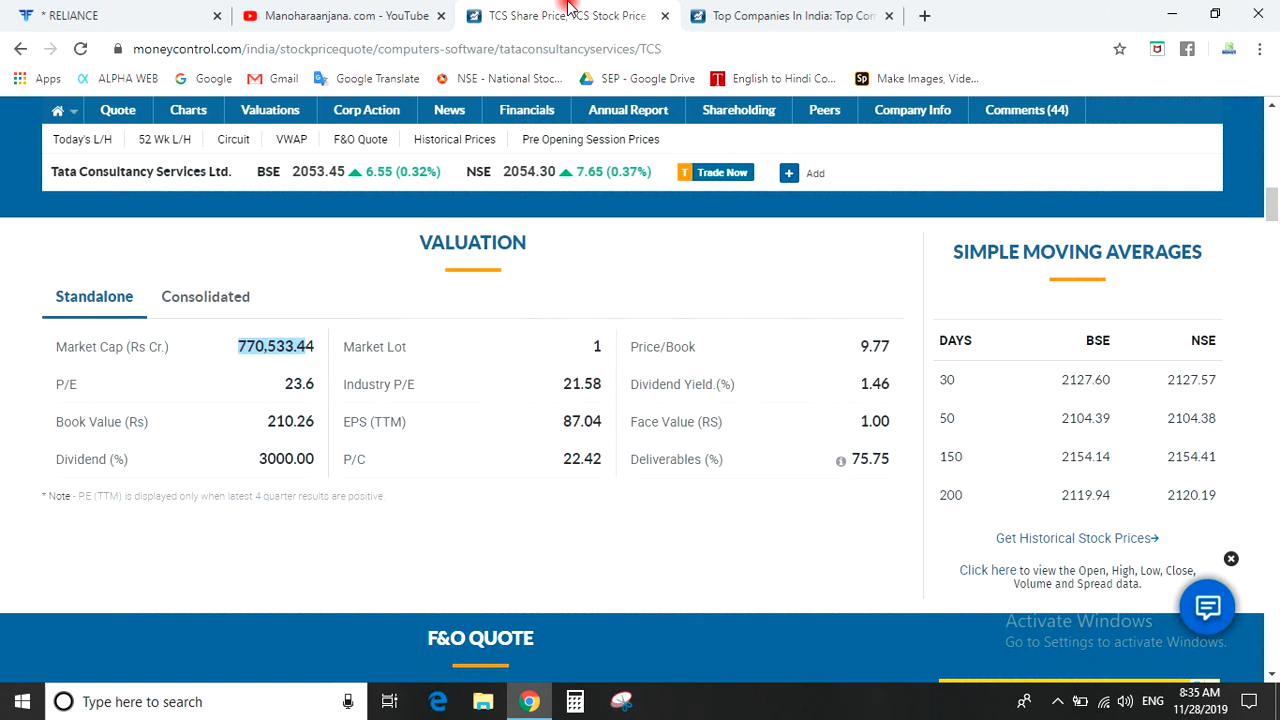 * RELIANCE
Manoharaanjana. com - YouTube
TCS Share Price, TCS Stock Price
Top Companies In India: Top Com
moneycontrol.com/india/stockpricequote/computers-software/tataconsultancyservices/TCS
Apps ALPHA WEB Google Gmail Google Translate NSE - National Stoc... SEP - Google Drive English to Hindi Co... Make Images, Vide...
Quote Charts Valuations Corp Action News Financials Annual Report Shareholding Peers Company Info Comments (44)
Today's L/H 52 Wk L/H Circuit VWAP F&O Quote Historical Prices Pre Opening Session Prices
Tata Consultancy Services Ltd. BSE 2053.45 6.55 (0.32%) NSE 2054.30 7.65 (0.37%) T Trade Now + Add
VALUATION
Standalone Consolidated
Market Cap (Rs Cr.) 770,533.44 Market Lot 1 Price/Book 9.77
P/E 23.6 Industry P/E 21.58 Dividend Yield.(%) 1.46
Book Value (Rs) 210.26 EPS (TTM) 87.04 Face Value (RS) 1.00
Dividend (%) 3000.00 P/C 22.42 Deliverables (%) 75.75
* Note - P.E (TTM) is displayed only when latest 4 quarter results are positive.
SIMPLE MOVING AVERAGES
DAYS BSE NSE
30 2127.60 2127.57
50 2104.39 2104.38
150 2154.14 2154.41
200 2119.94 2120.19
Get Historical Stock Prices→
Click here to view the Open, High, Low, Close,
Volume and Spread data.
Activate Windows
Go to Settings to activate Windows.
F&O QUOTE
Type here to search
ENG
8:35 AM
11/28/2019